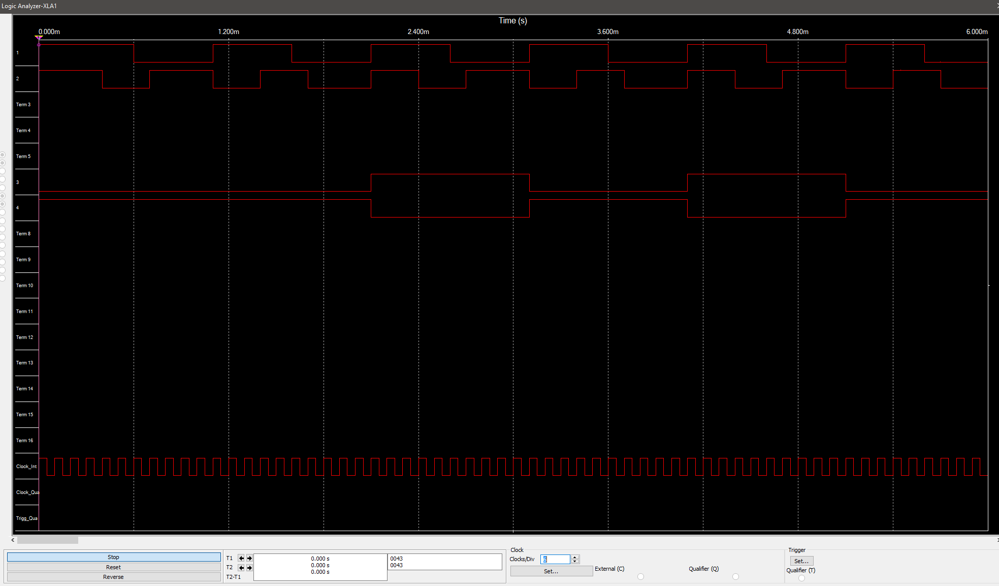 Logic Analyzer-XLA1
Time (s)
0.000m 1.200m 2.400m 3.600m 4.800m 6.000m
1
2
Term 3
Term 4
Term 5
3
4
Term 8
Term 9
Term 10
Term 11
Term 12
Term 13
Term 14
Term 15
Term 16
Clock_Int
Clock_Qua
Trigg_Qua
Stop
Reset
Reverse
T1
T2
T2-T1
0.000 s
0.000 s
0.000 s
0043
0043
Clock
Clocks/Div 6
Set...
External (C)
Qualifier (Q)
Trigger
Set...
Qualifier (T)